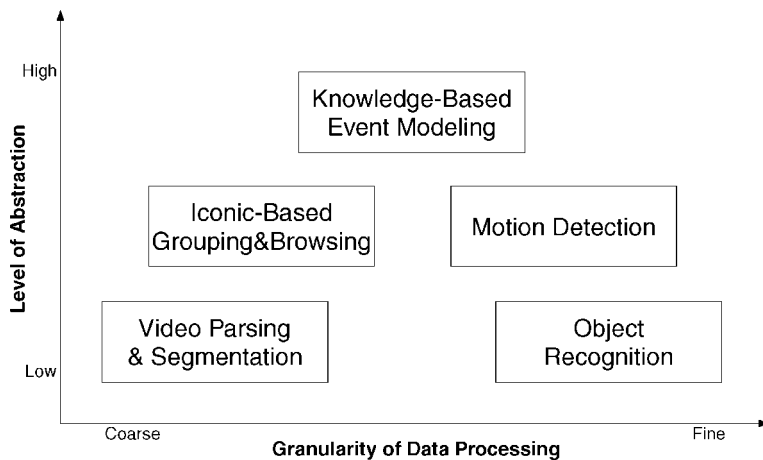 High
Knowledge-Based
Event Modeling
Level of Abstraction
Iconic-Based
Grouping&Browsing
Motion Detection
Video Parsing
& Segmentation
Object
Recognition
Low
Coarse
Fine
Granularity of Data Processing